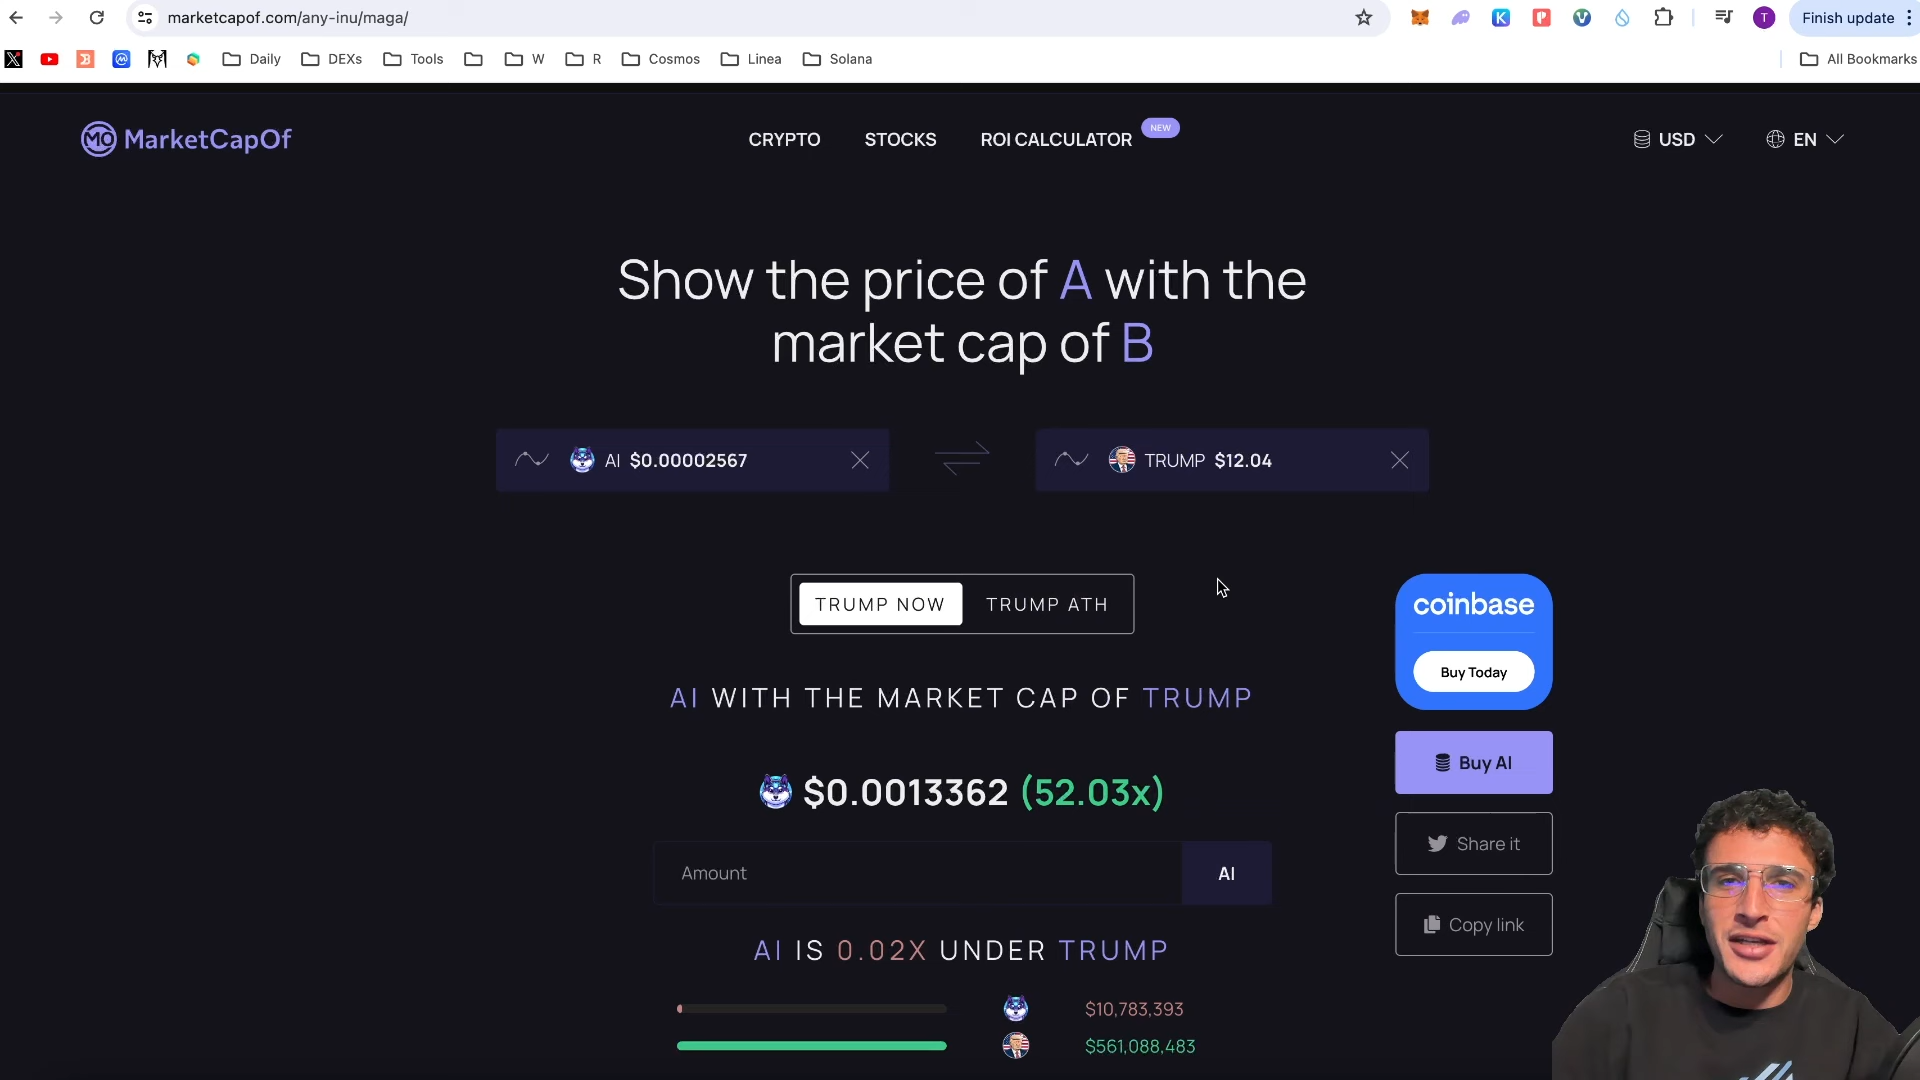 marketcapof.com/any-inu/maga/
K
P
T
Finish update
X
B
Daily
DEXs
Tools
W
R
Cosmos
Linea
Solana
All Bookmarks
MO MarketCapOf
CRYPTO
STOCKS
ROI CALCULATOR
NEW
USD
EN
Show the price of A with the
market cap of B
AI $0.00002567
TRUMP $12.04
TRUMP NOW
TRUMP ATH
coinbase
Buy Today
AI WITH THE MARKET CAP OF TRUMP
Buy AI
$0.0013362 (52.03x)
Share it
Amount
AI
Copy link
AI IS 0.02X UNDER TRUMP
$10,783,393
$561,088,483